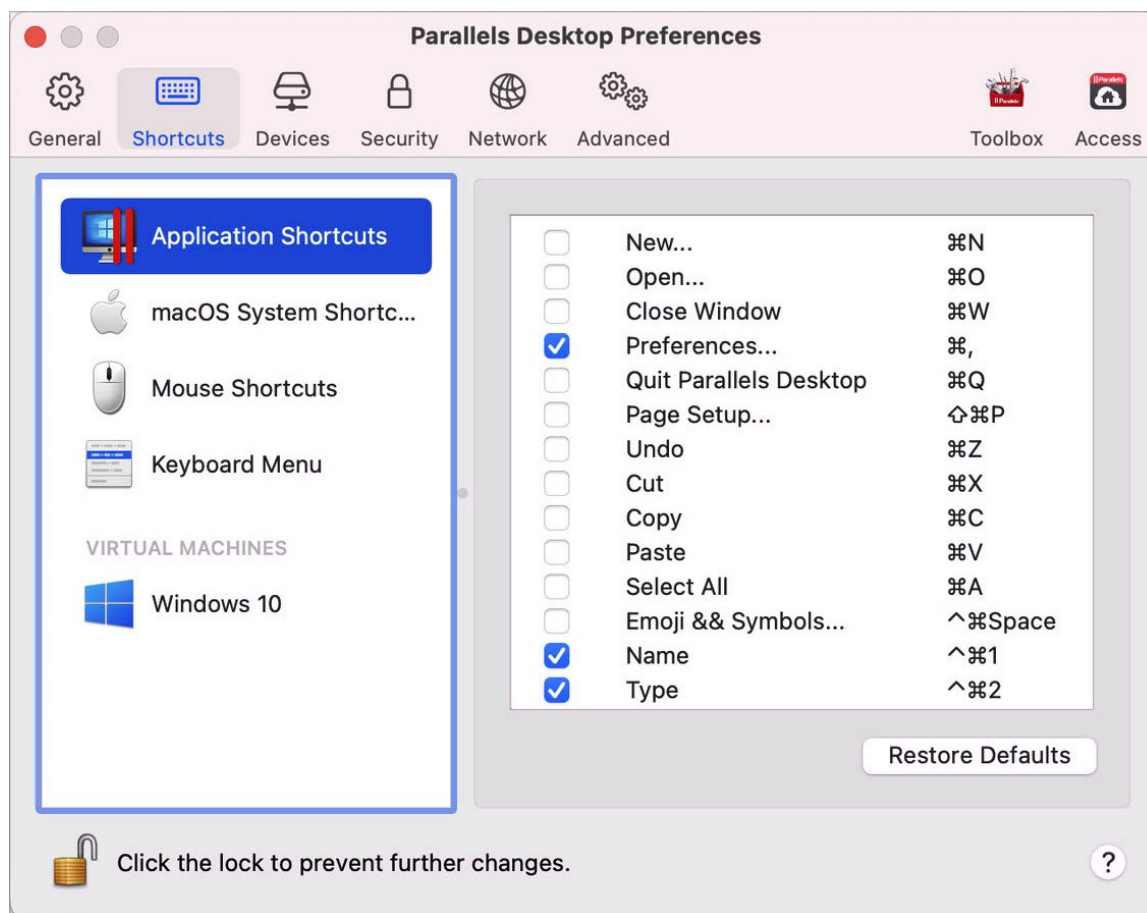 Parallels Desktop Preferences
General Shortcuts Devices Security Network Advanced Toolbox Access
Application Shortcuts
macOS System Shortc...
Mouse Shortcuts
Keyboard Menu
VIRTUAL MACHINES
Windows 10
New... ⌘N
Open... ⌘O
Close Window ⌘W
Preferences... ⌘,
Quit Parallels Desktop ⌘Q
Page Setup... ⇧⌘P
Undo ⌘Z
Cut ⌘X
Copy ⌘C
Paste ⌘V
Select All ⌘A
Emoji && Symbols... ^⌘Space
Name ^⌘1
Type ^⌘2
Restore Defaults
Click the lock to prevent further changes.
?